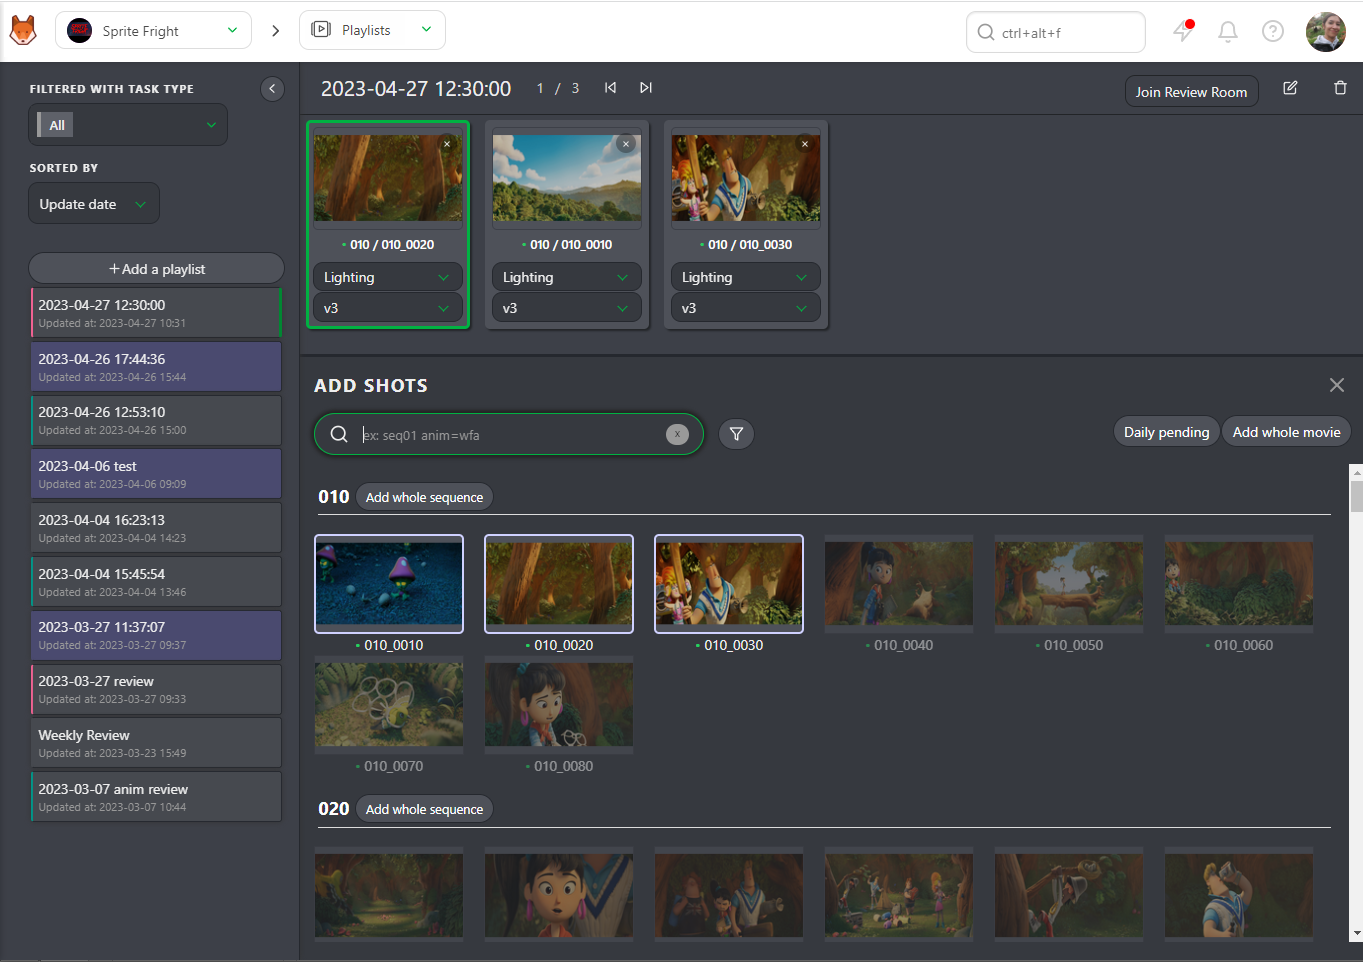 Sprite Fright
Playlists
ctrl+alt+f
FILTERED WITH TASK TYPE
All
SORTED BY
Update date
+ Add a playlist
2023-04-27 12:30:00
Updated at: 2023-04-27 10:31
2023-04-26 17:44:36
Updated at: 2023-04-26 15:44
2023-04-26 12:53:10
Updated at: 2023-04-26 15:00
2023-04-06 test
Updated at: 2023-04-06 09:09
2023-04-04 16:23:13
Updated at: 2023-04-04 14:23
2023-04-04 15:45:54
Updated at: 2023-04-04 13:46
2023-03-27 11:37:07
Updated at: 2023-03-27 09:37
2023-03-27 review
Updated at: 2023-03-27 09:33
Weekly Review
Updated at: 2023-03-23 15:49
2023-03-07 anim review
Updated at: 2023-03-07 10:44
2023-04-27 12:30:00
1 / 3
Join Review Room
010 / 010_0020
Lighting
v3
010 / 010_0010
Lighting
v3
010 / 010_0030
Lighting
v3
ADD SHOTS
ex: seq01 anim=wfa
x
Daily pending
Add whole movie
010
Add whole sequence
010_0010
010_0020
010_0030
010_0040
010_0050
010_0060
010_0070
010_0080
020
Add whole sequence